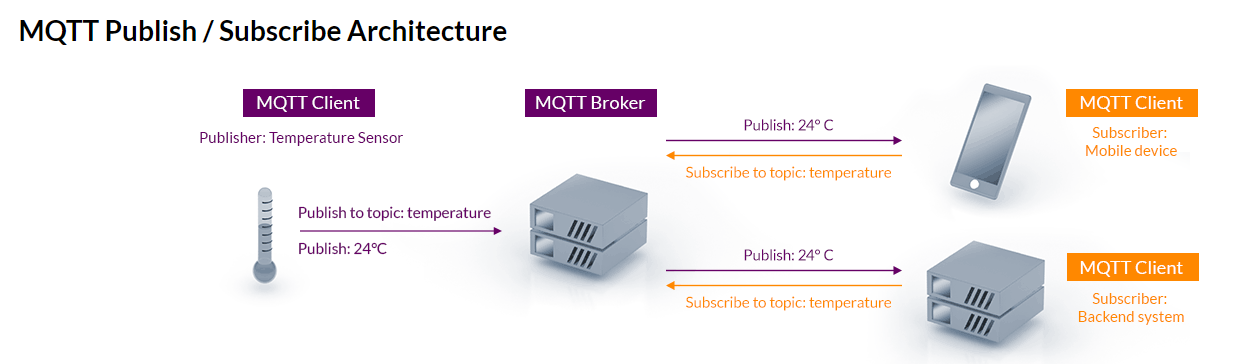 MQTT Publish / Subscribe Architecture
MQTT Client
Publisher: Temperature Sensor
Publish to topic: temperature
Publish: 24°C
MQTT Broker
Publish: 24° C
Subscribe to topic: temperature
MQTT Client
Subscriber:
Mobile device
Publish: 24° C
Subscribe to topic: temperature
MQTT Client
Subscriber:
Backend system